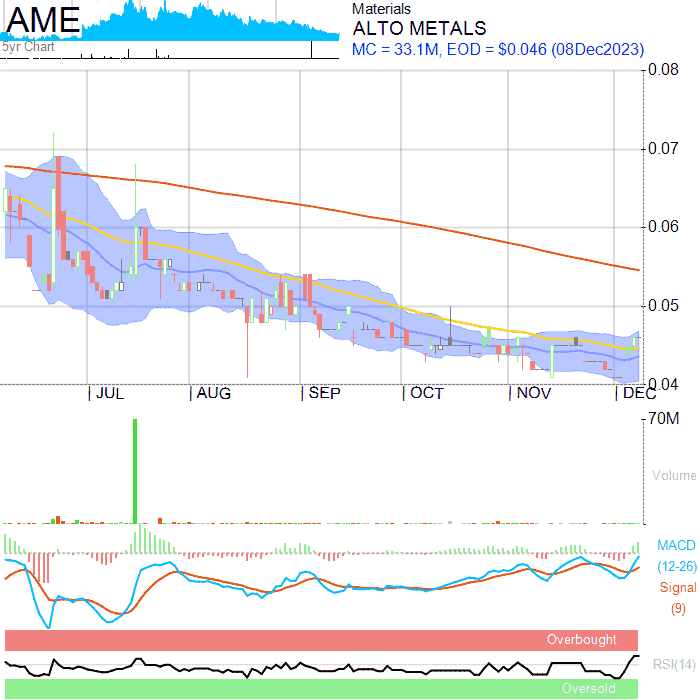 AME
5yr Chart
Materials
ALTO METALS
MC = 33.1M, EOD = $0.046 (08Dec2023)
0.08
0.07
0.06
0.05
0.04
JUL AUG SEP OCT NOV DEC
70M
Volume
MACD
(12-26)
Signal
(9)
Overbought
RSI(14)
Oversold